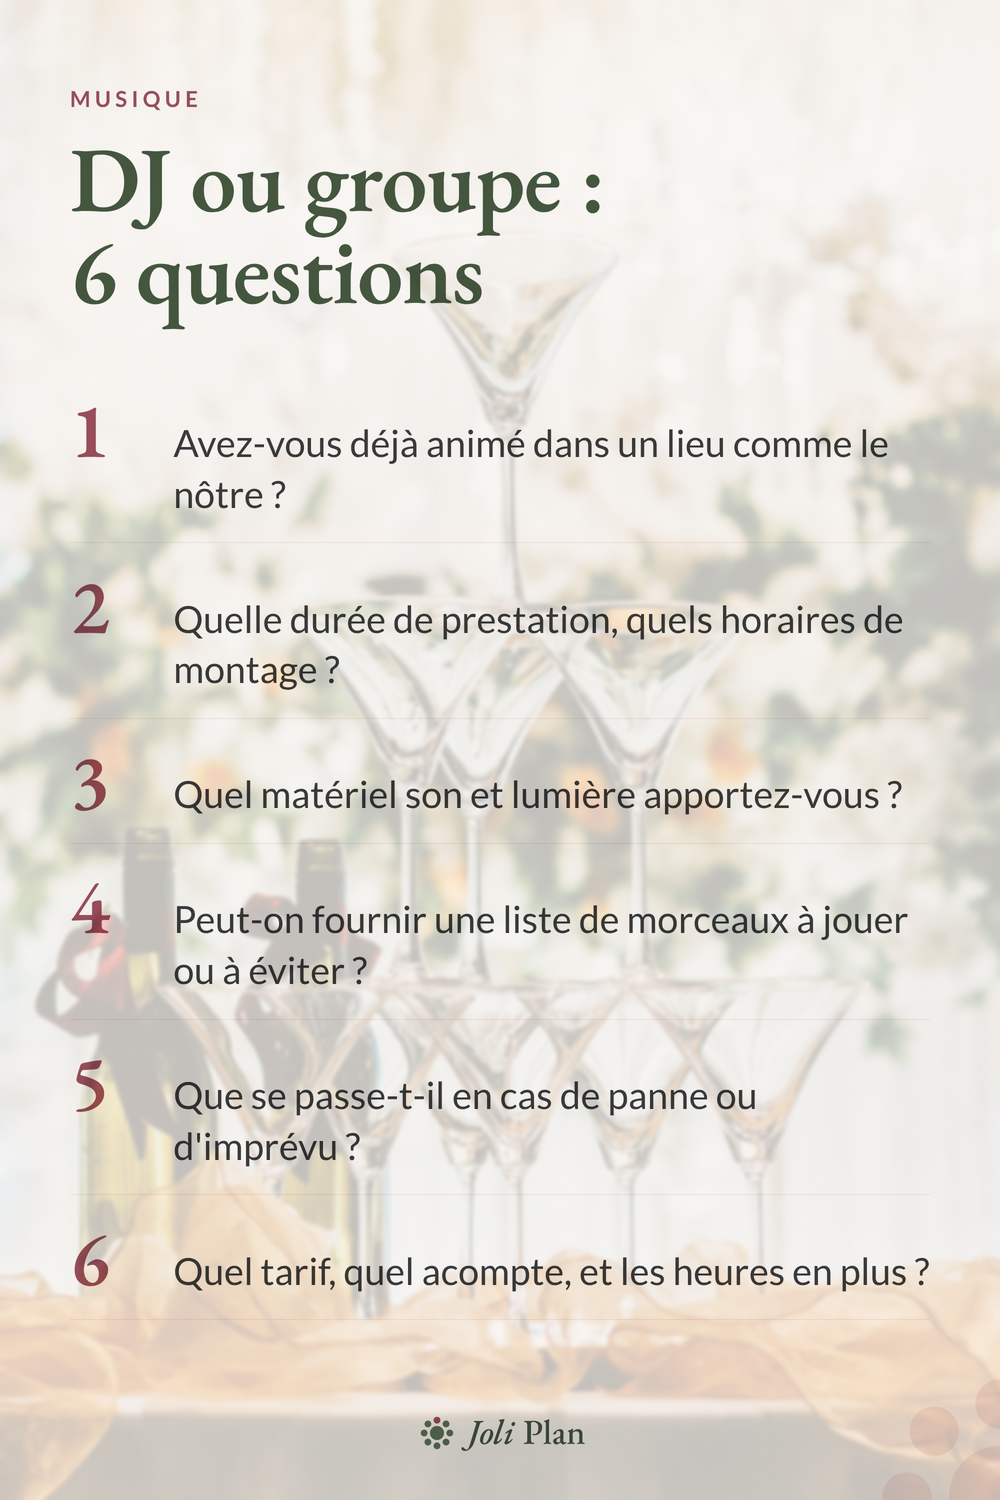 MUSIQUE
DJ ou groupe :
6 questions
1
Avez-vous déjà animé dans un lieu comme le
nôtre ?
2
Quelle durée de prestation, quels horaires de
montage ?
3
Quel matériel son et lumière apportez-vous ?
4
Peut-on fournir une liste de morceaux à jouer
ou à éviter ?
5
Que se passe-t-il en cas de panne ou
d'imprévu ?
6
Quel tarif, quel acompte, et les heures en plus ?
Joli Plan